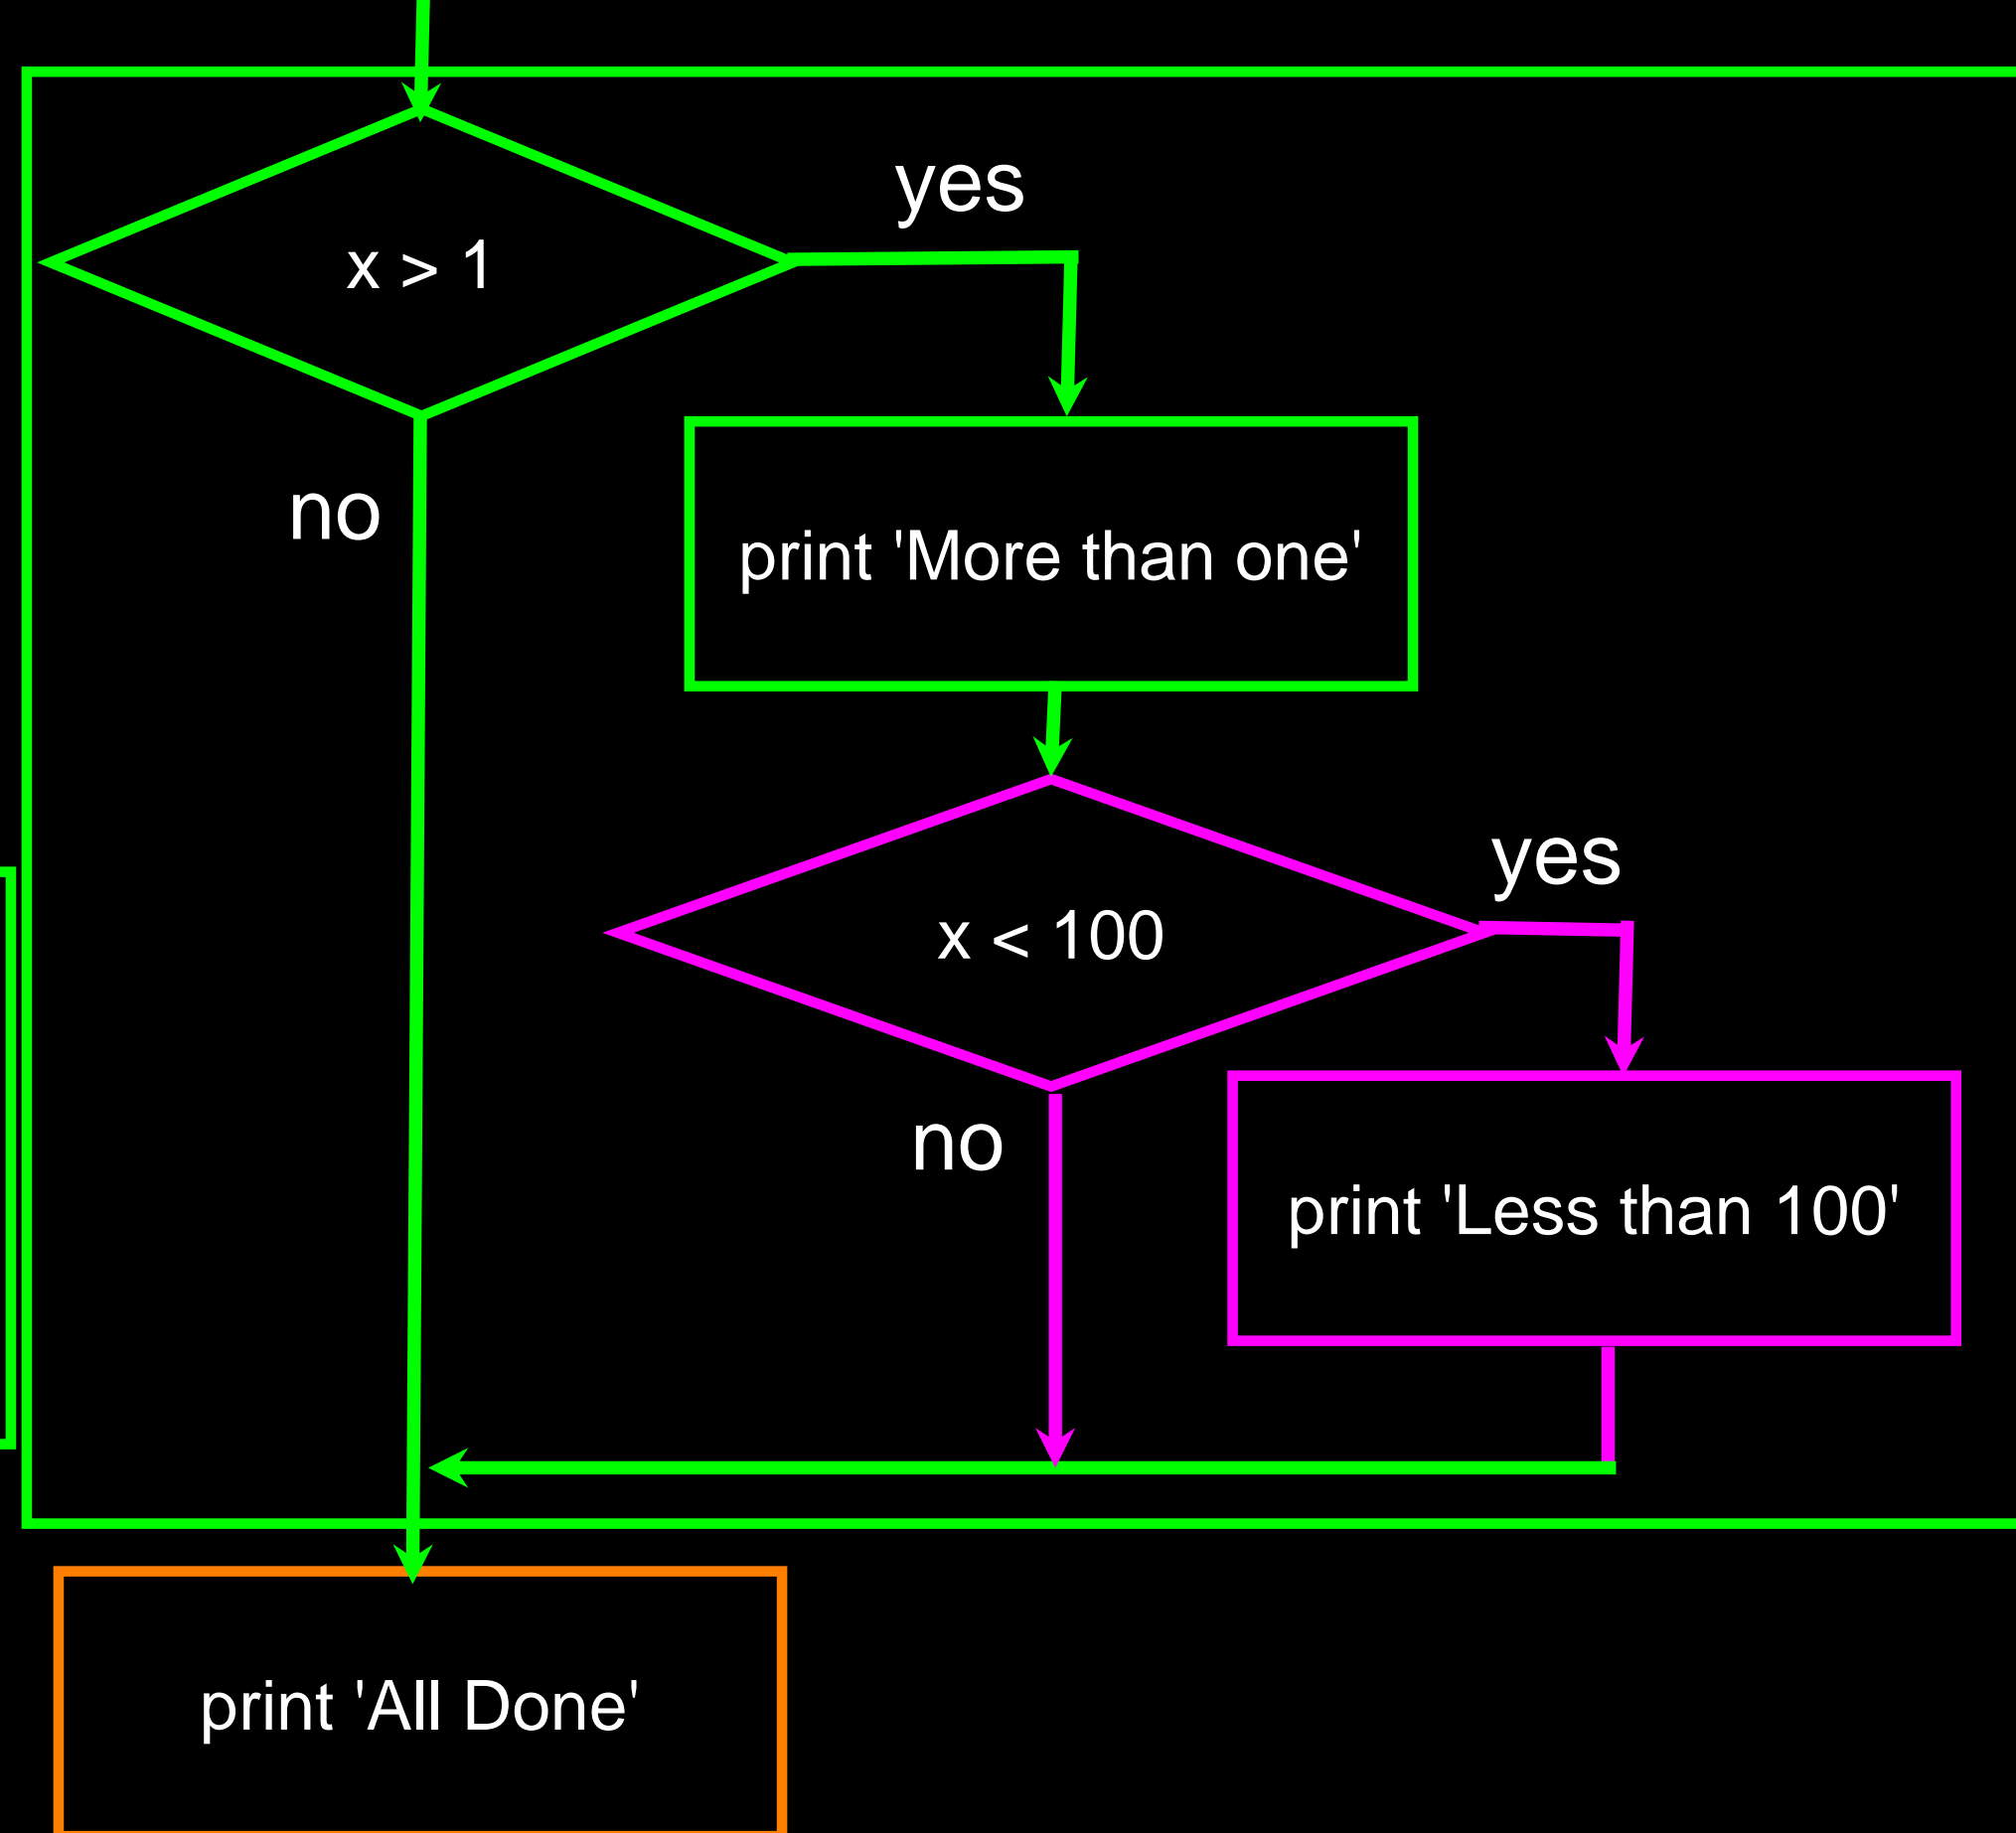 yes
x > 1
no
print 'More than one'
yes
x < 100
no
print 'Less than 100'
print 'All Done'